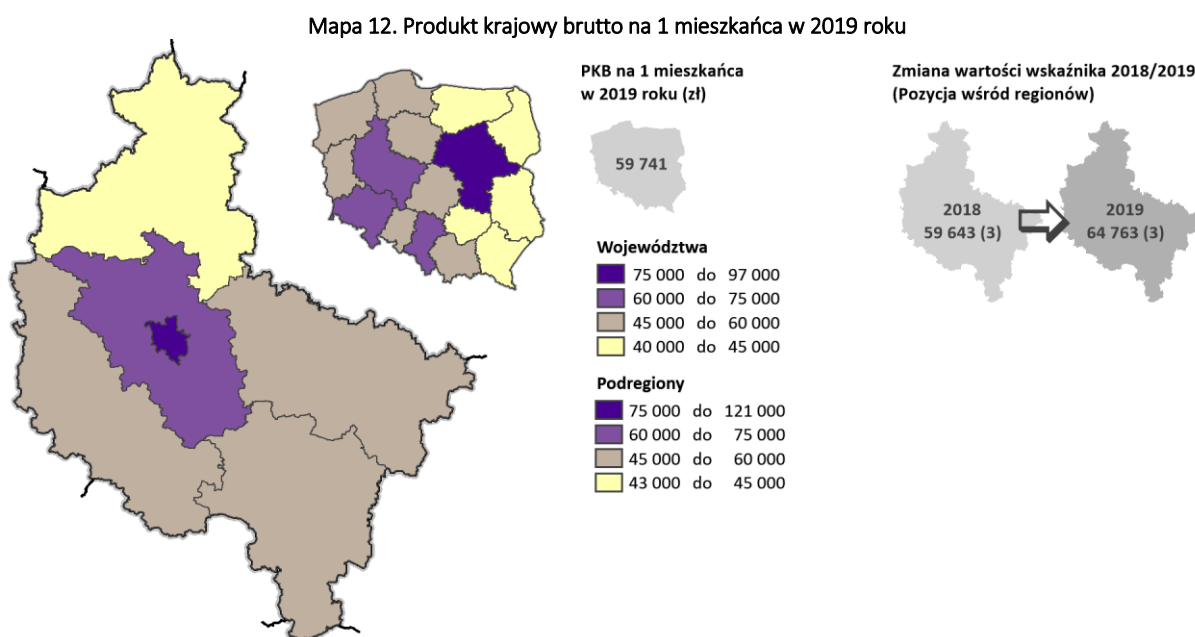 Mapa 12. Produkt krajowy brutto na 1 mieszkańca w 2019 roku
PKB na 1 mieszkańca
w 2019 roku (zł)
59 741
Zmiana wartości wskaźnika 2018/2019
(Pozycja wśród regionów)
2018
59 643 (3)
2019
64 763 (3)
Województwa
75 000 do 97 000
60 000 do 75 000
45 000 do 60 000
40 000 do 45 000
Podregiony
75 000 do 121 000
60 000 do 75 000
45 000 do 60 000
43 000 do 45 000